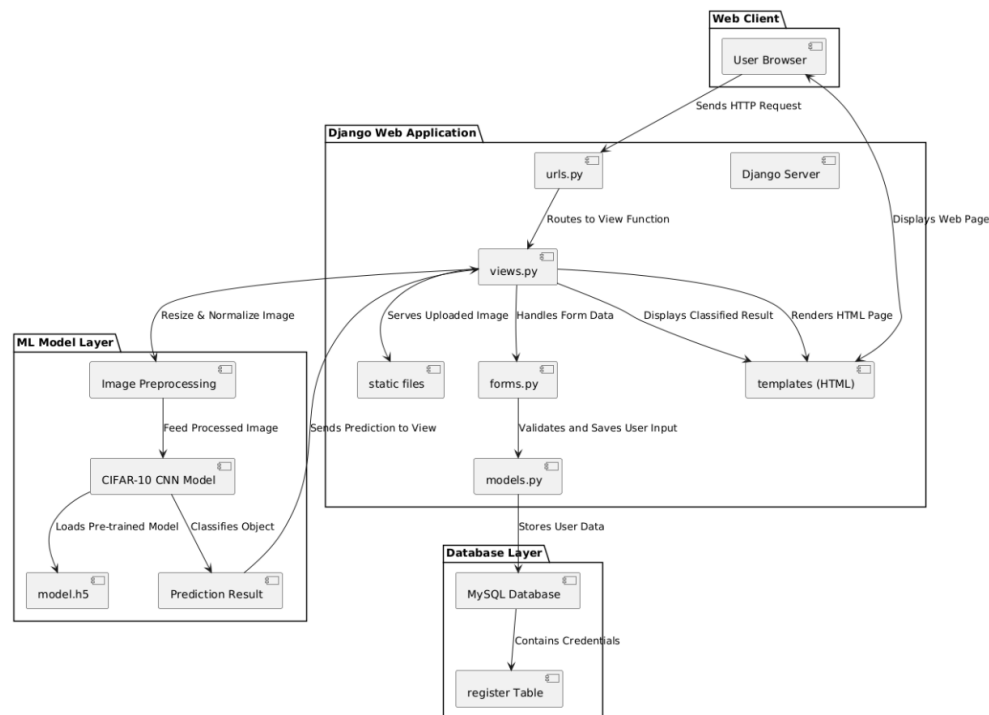 Web Client
User Browser
Sends HTTP Request
Django Web Application
urls.py
Django Server
Routes to View Function
Displays Web Page
views.py
Resize & Normalize Image
Serves Uploaded Image
Handles Form Data
Displays Classified Result
Renders HTML Page
ML Model Layer
Image Preprocessing
static files
forms.py
templates (HTML)
Feed Processed Image
Sends Prediction to View
Validates and Saves User Input
CIFAR-10 CNN Model
models.py
Loads Pre-trained Model
Classifies Object
Stores User Data
Database Layer
model.h5
Prediction Result
MySQL Database
Contains Credentials
register Table